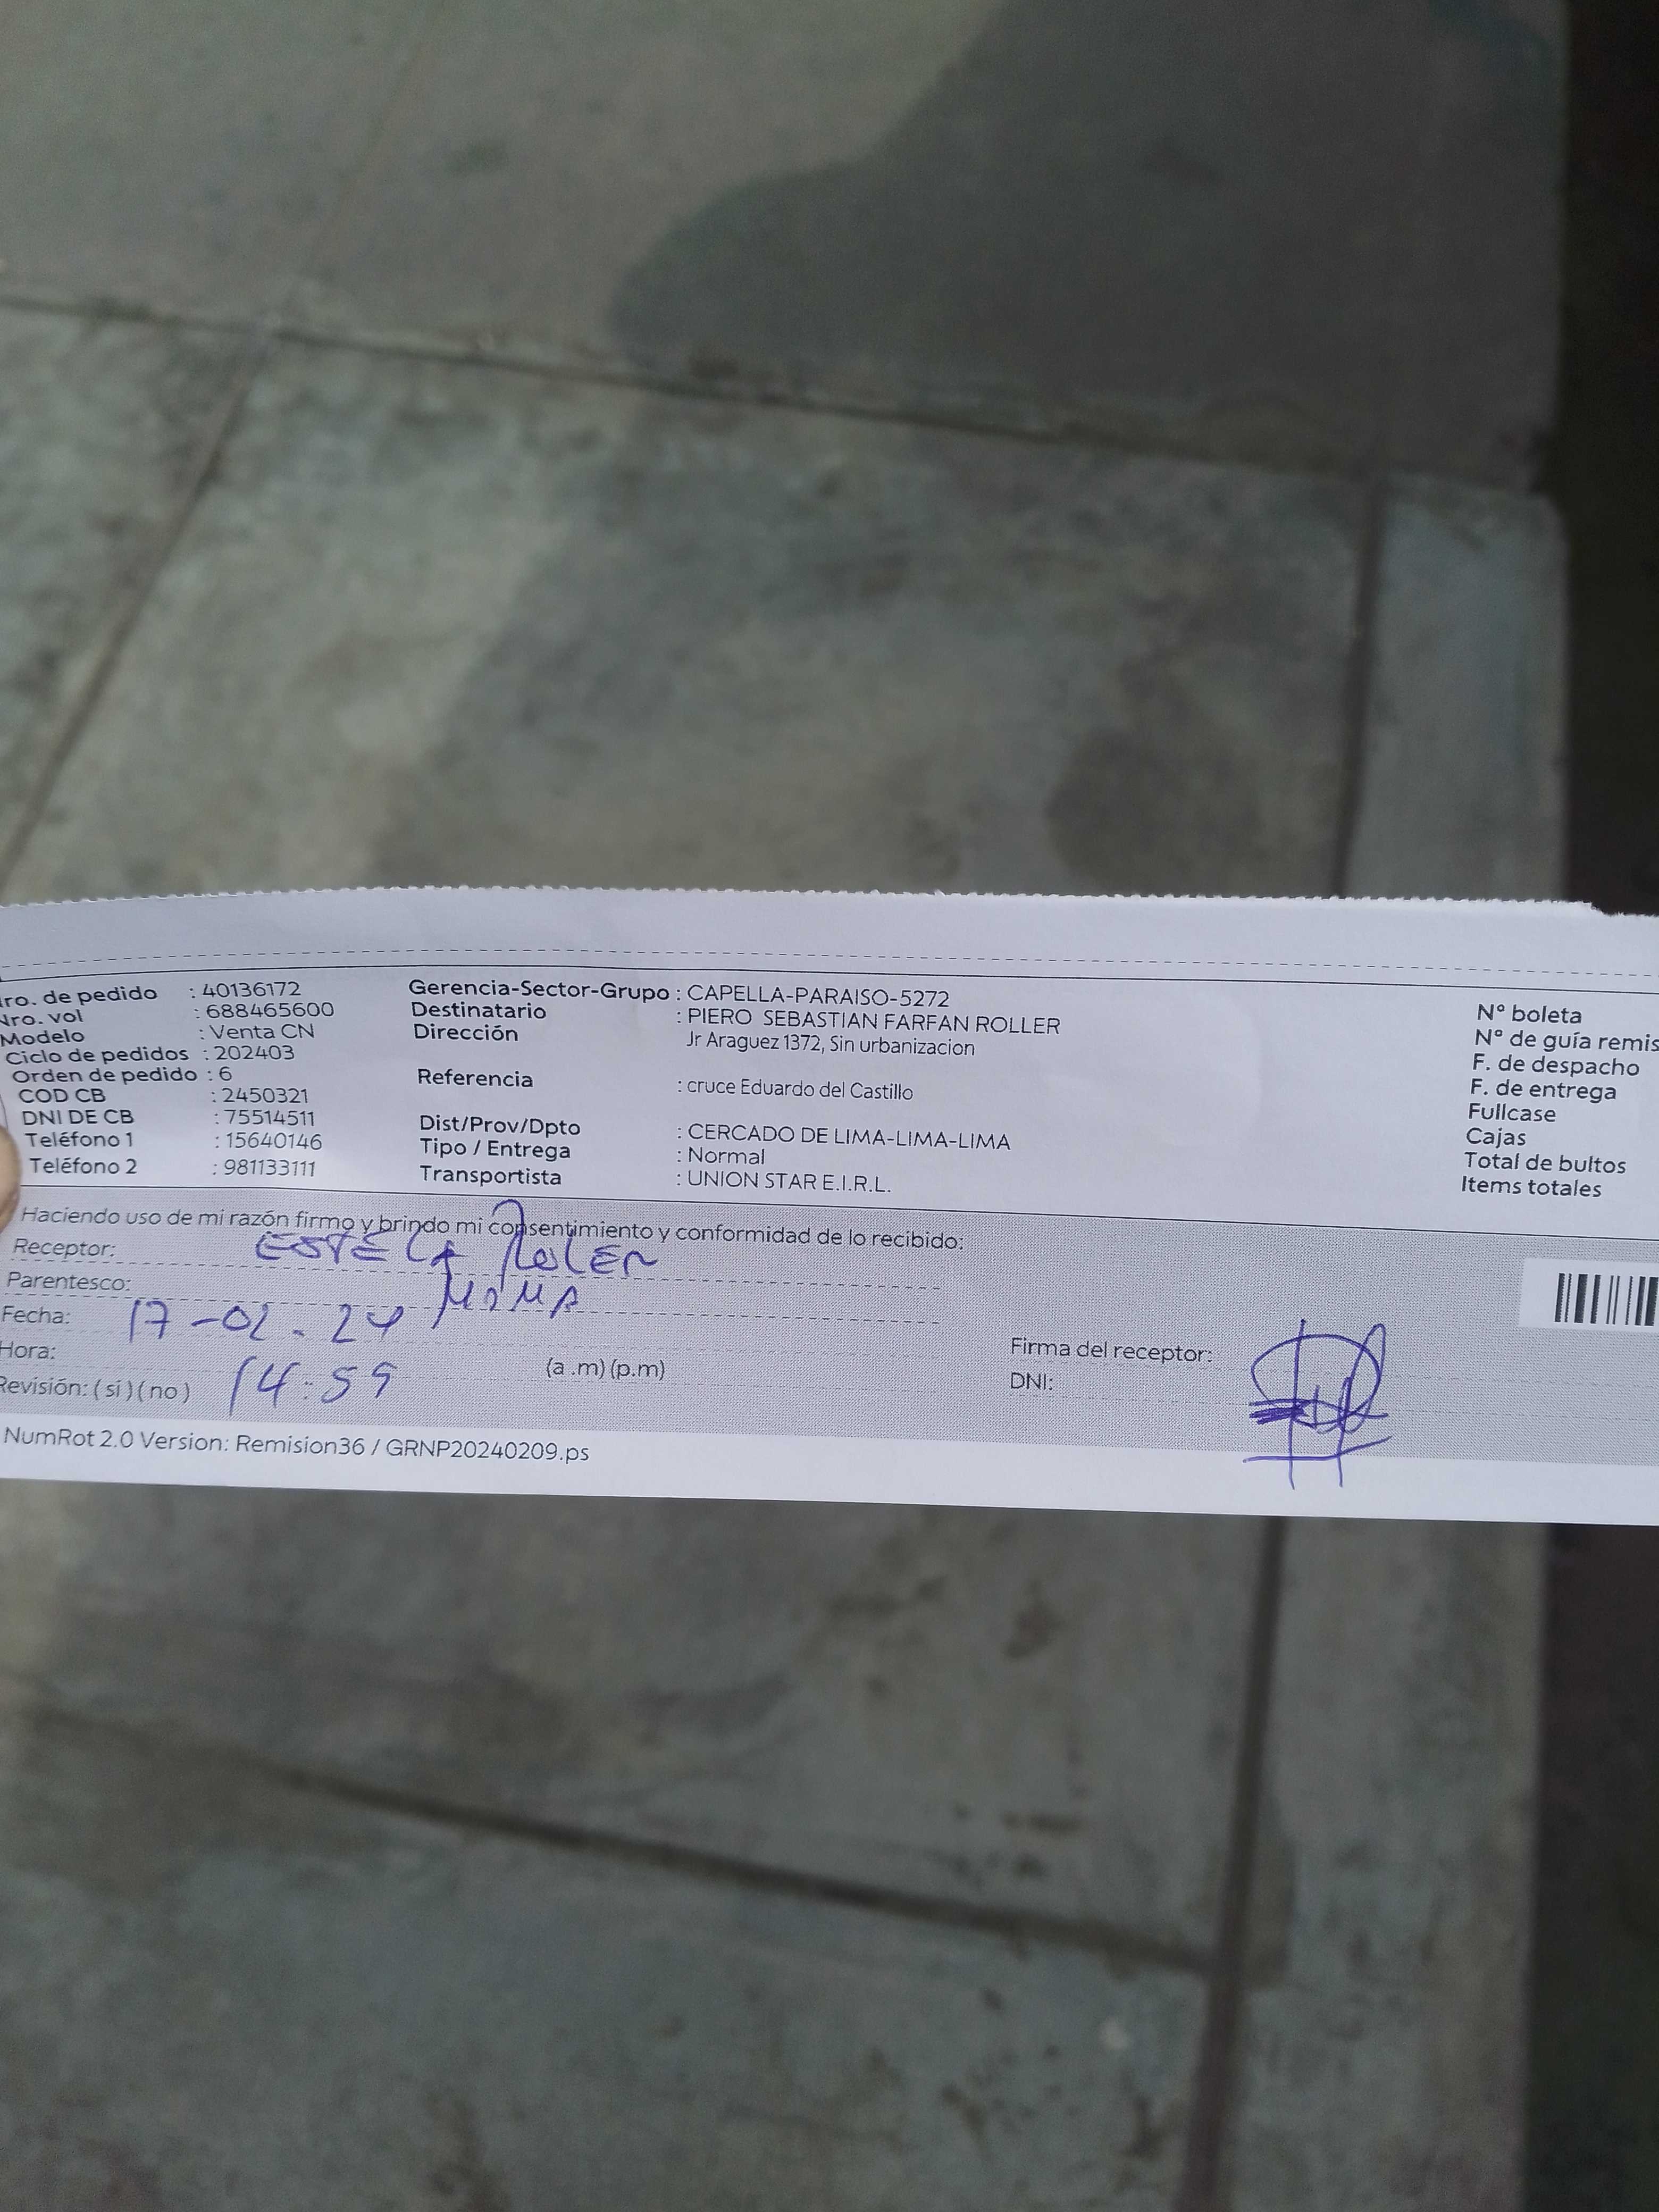 Nro. de pedido : 40136172
Nro. vol : 688465600
Modelo : Venta CN
Ciclo de pedidos : 202403
Orden de pedido : 6
COD CB : 2450321
DNI DE CB : 75514511
Teléfono 1 : 15640146
Teléfono 2 : 981133111
Gerencia-Sector-Grupo : CAPELLA-PARAISO-5272
Destinatario : PIERO SEBASTIAN FARFAN ROLLER
Dirección Jr Araguez 1372, Sin urbanizacion
Referencia : cruce Eduardo del Castillo
Dist/Prov/Dpto : CERCADO DE LIMA-LIMA-LIMA
Tipo / Entrega : Normal
Transportista : UNION STAR E.I.R.L.
N° boleta
N° de guía remis
F. de despacho
F. de entrega
Fullcase
Cajas
Total de bultos
Items totales
Haciendo uso de mi razón firmo y brindo mi consentimiento y conformidad de lo recibido:
Receptor: ESTELA ROLER
Parentesco: MAMA
Fecha: 17-02-24
Hora: 14:59 (a .m) (p.m)
Revisión: ( sí ) ( no )
Firma del receptor:
DNI:
NumRot 2.0 Version: Remision36 / GRNP20240209.ps